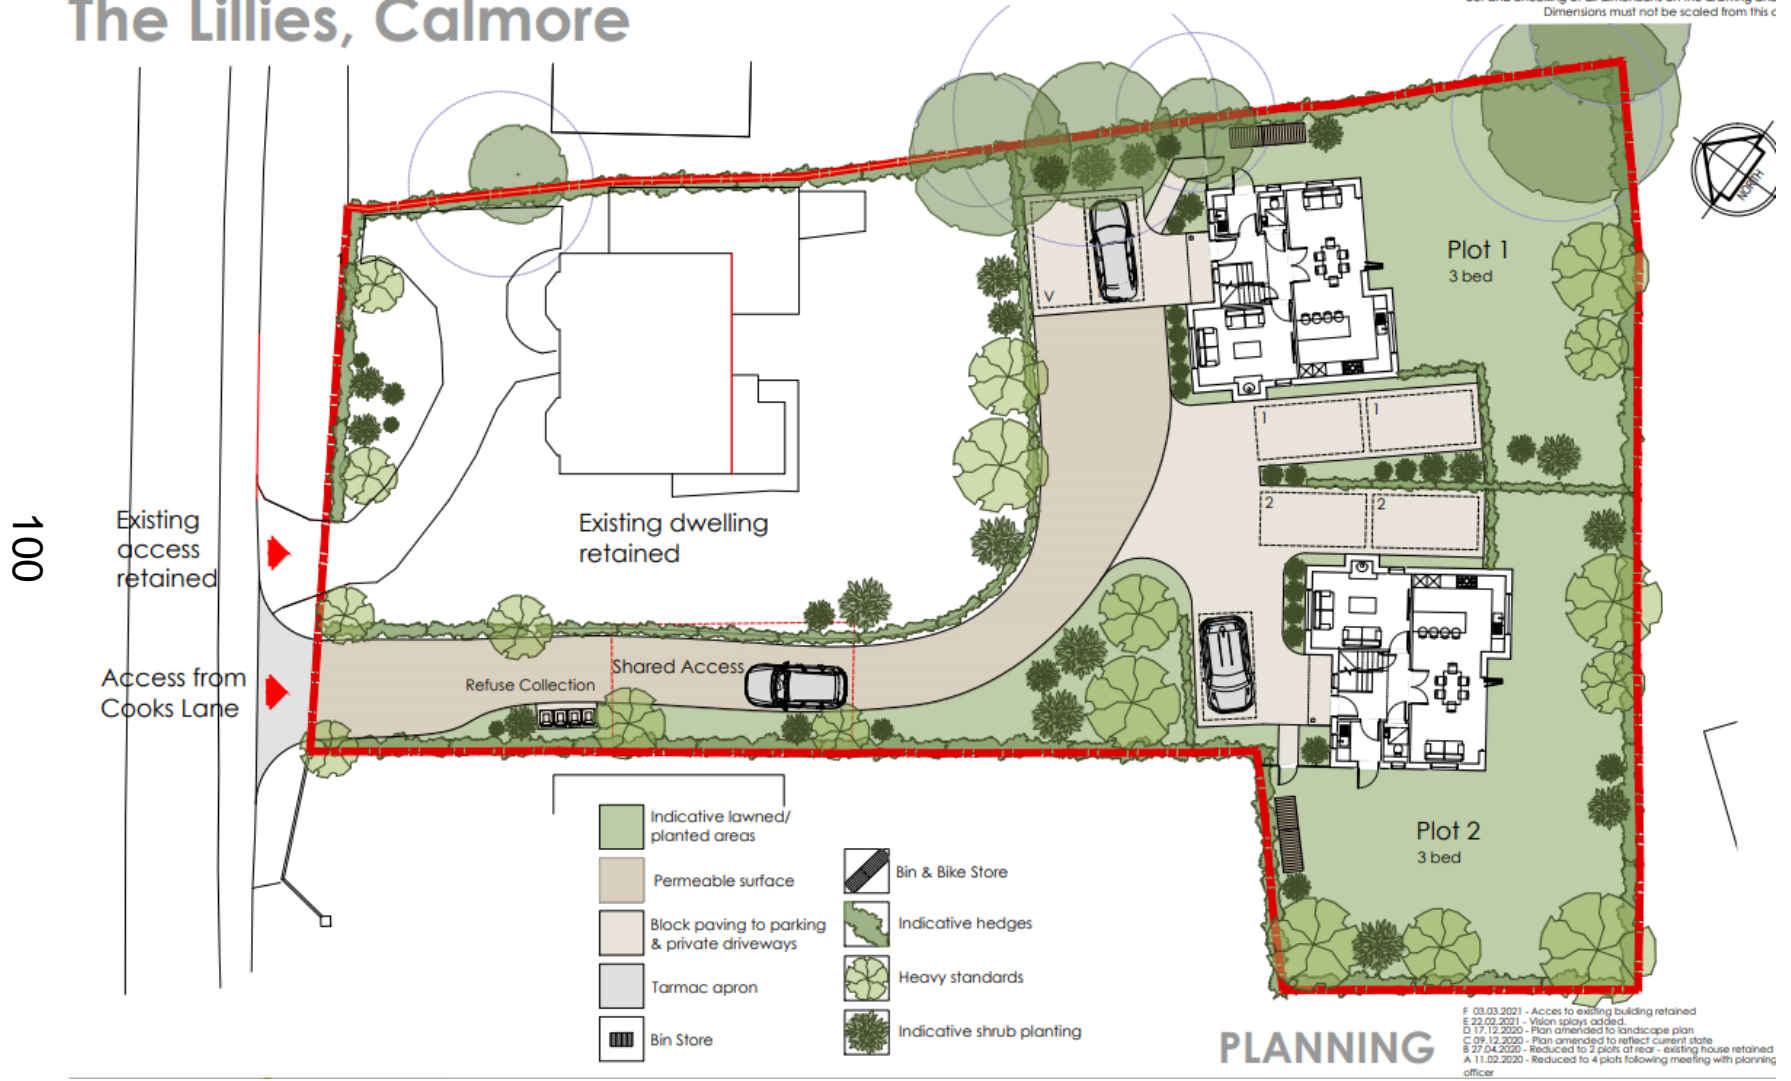 The Lillies, Calmore
Dimensions must not be scaled from this
NORTH
Plot 1
3 bed
V
1
1
2
2
100
Existing
access
retained
Existing dwelling
retained
Access from
Cooks Lane
Refuse Collection
Shared Access
Plot 2
3 bed
Indicative lawned/
planted areas
Permeable surface
Block paving to parking
& private driveways
Tarmac apron
Bin Store
Bin & Bike Store
Indicative hedges
Heavy standards
Indicative shrub planting
PLANNING
F 03.03.2021 - Acces to existing building retained
E 22.02.2021 - Vision splays added.
D 17.12.2020 - Plan amended to landscape plan
C 09.12.2020 - Plan amended to reflect current state
B 27.04.2020 - Reduced to 2 plots at rear - existing house retained
A 11.02.2020 - Reduced to 4 plots following meeting with planning
officer